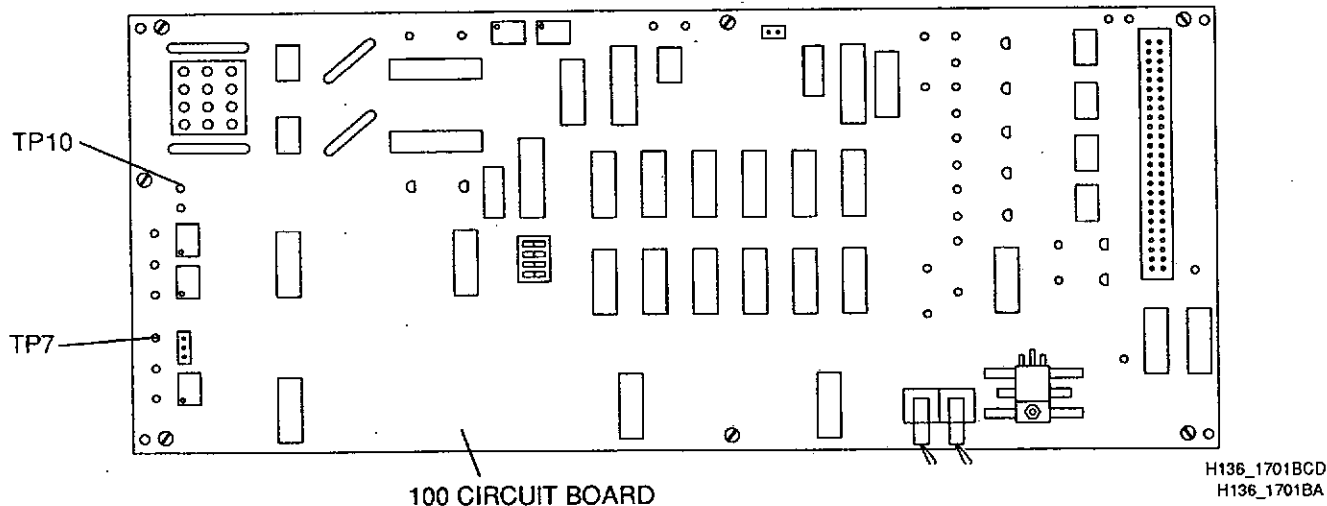 TP10
TP7
100 CIRCUIT BOARD
H136_1701BCD
H136_1701BA